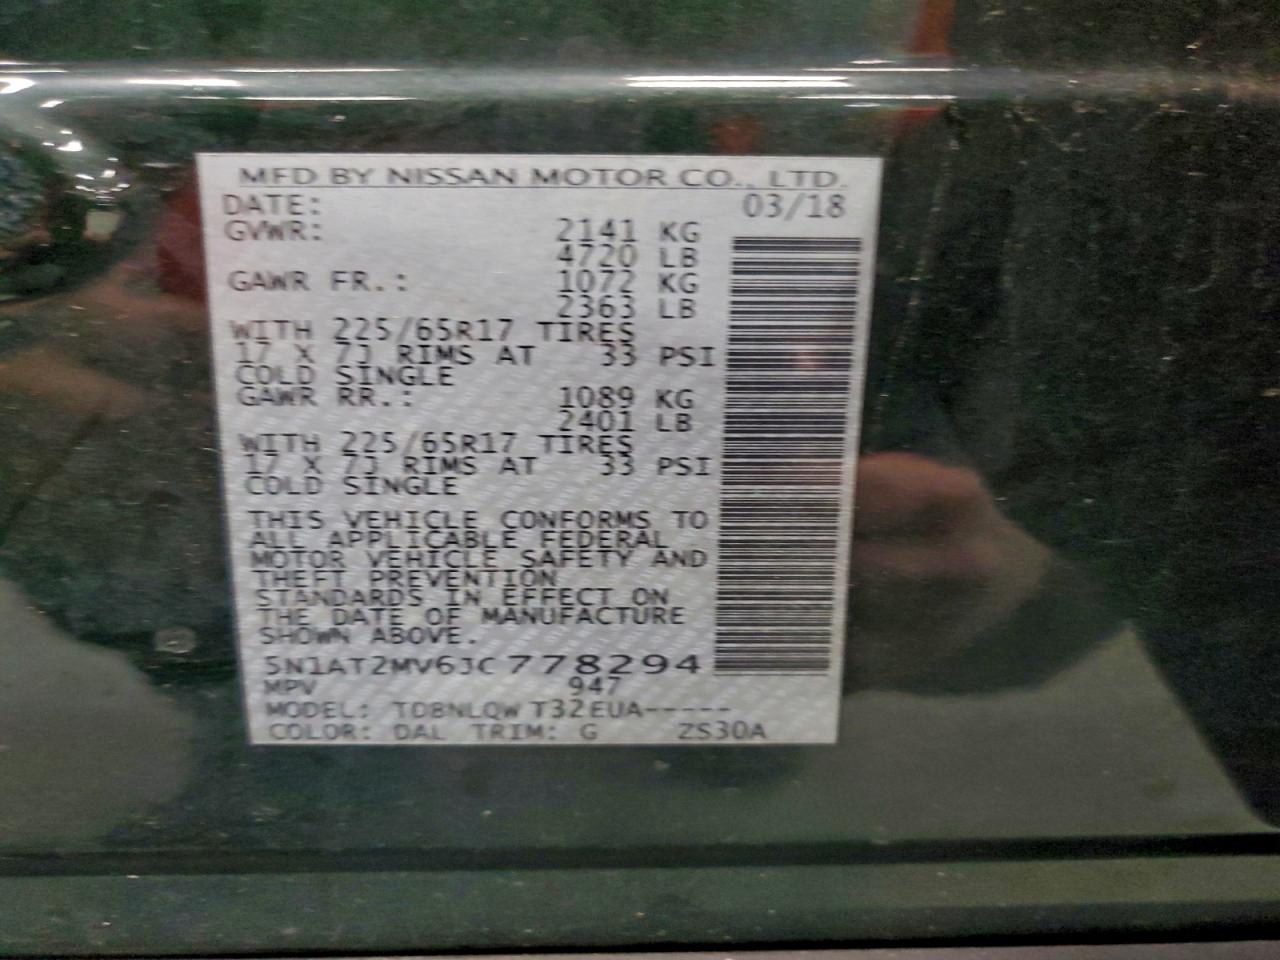 MFD BY NISSAN MOTOR CO., LTD.
DATE: 03/18
GVWR: 2141 KG
4720 LB
GAWR FR.: 1072 KG
2363 LB
WITH 225/65R17 TIRES
17 X 7J RIMS AT 33 PSI
COLD SINGLE
GAWR RR.: 1089 KG
2401 LB
WITH 225/65R17 TIRES
17 X 7J RIMS AT 33 PSI
COLD SINGLE
THIS VEHICLE CONFORMS TO
ALL APPLICABLE FEDERAL
MOTOR VEHICLE SAFETY AND
THEFT PREVENTION
STANDARDS IN EFFECT ON
THE DATE OF MANUFACTURE
SHOWN ABOVE.
5N1AT2MV6JC778294
MPV 947
MODEL: TDBNLQW T32EUA-----
COLOR: DAL TRIM: G ZS30A